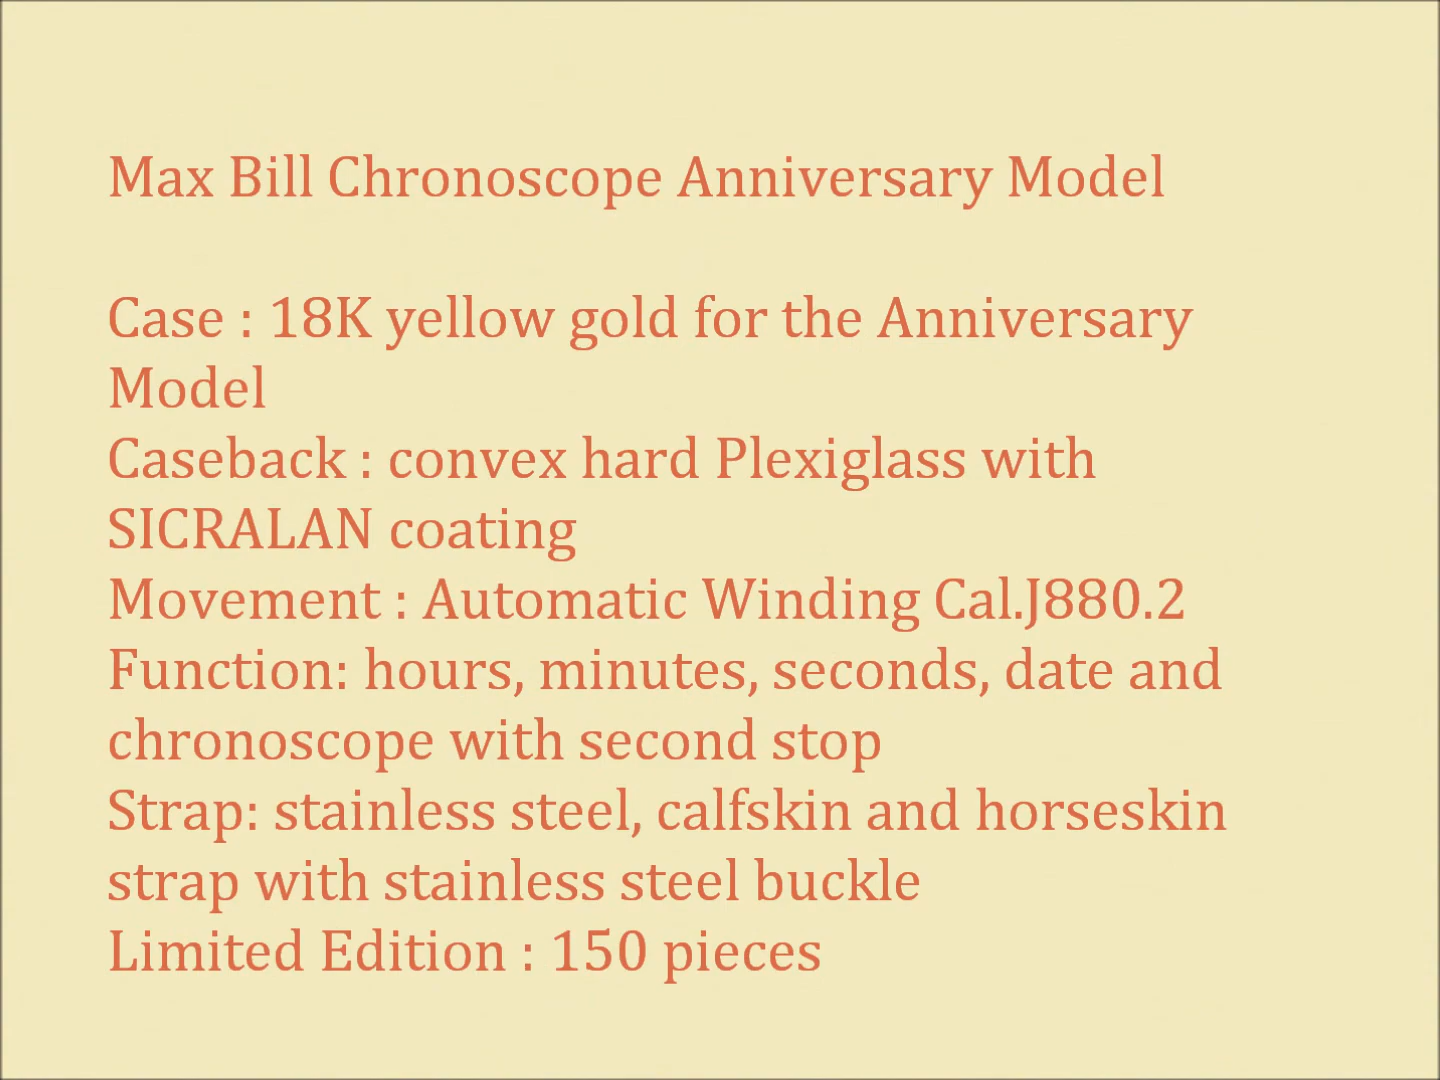 Max Bill Chronoscope Anniversary Model
Case : 18K yellow gold for the Anniversary
Model
Caseback : convex hard Plexiglass with
SICRALAN coating
Movement : Automatic Winding Cal.J880.2
Function: hours, minutes, seconds, date and
chronoscope with second stop
Strap: stainless steel, calfskin and horseskin
strap with stainless steel buckle
Limited Edition : 150 pieces